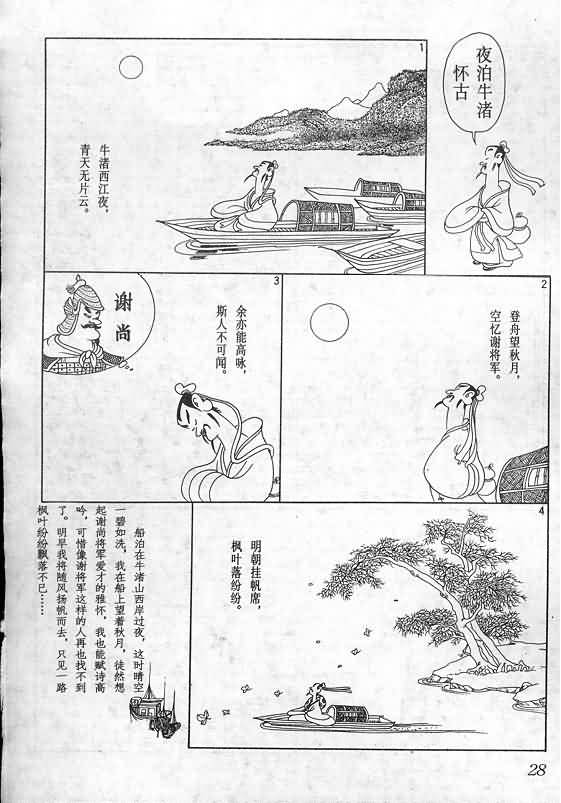 夜泊牛渚
怀古
1
牛渚西江夜，
青天无片云。
2
登舟望秋月，
空忆谢将军。
3
余亦能高咏，
斯人不可闻。
谢尚
4
明朝挂帆席，
枫叶落纷纷。
船泊在牛渚山西岸过夜，这时晴空
一碧如洗，我在船上望着秋月，徒然想
起谢尚将军爱才的雅怀，我也能赋诗高
吟，可惜像谢将军这样的人再也找不到
了。明早我将随风扬帆而去，只见一路
枫叶纷纷飘落不已……
28